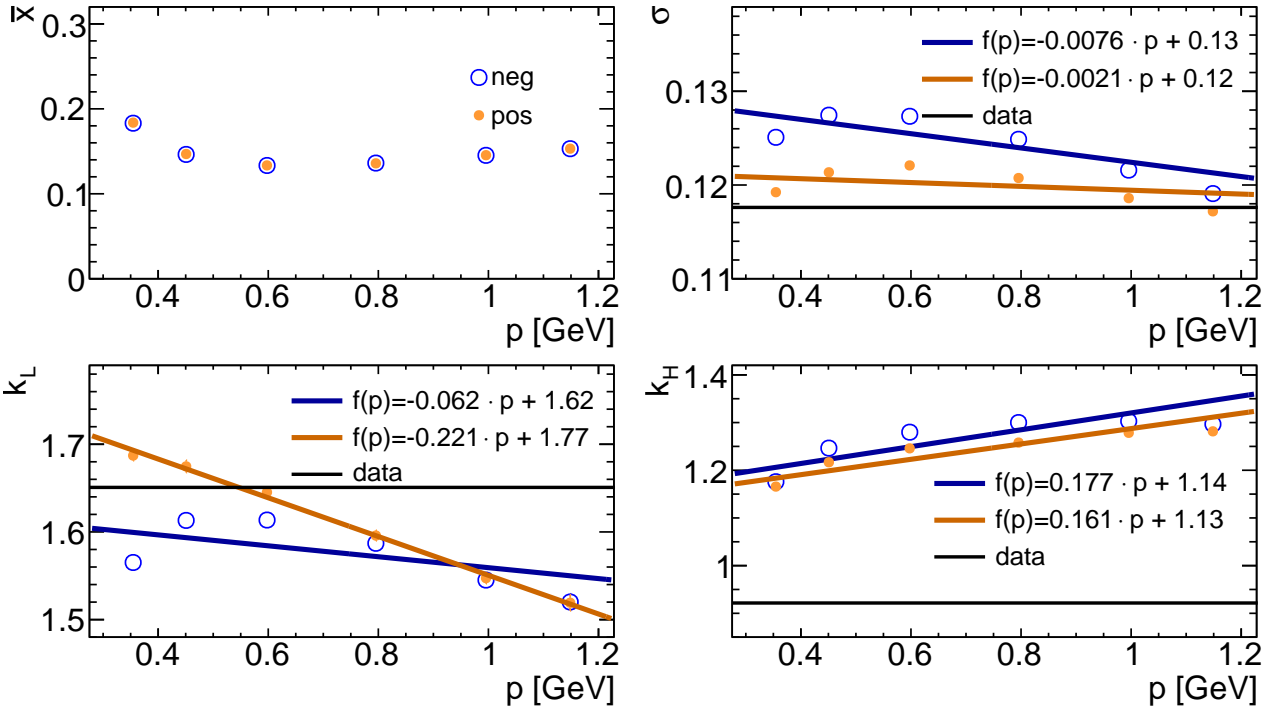 x̄
0.3
0.2
0.1
0
neg
pos
0.4 0.6 0.8 1 1.2
p [GeV]
σ
0.13
0.12
0.11
f(p)=-0.0076 · p + 0.13
f(p)=-0.0021 · p + 0.12
data
0.4 0.6 0.8 1 1.2
p [GeV]
k_L
1.7
1.6
1.5
f(p)=-0.062 · p + 1.62
f(p)=-0.221 · p + 1.77
data
0.4 0.6 0.8 1 1.2
p [GeV]
k_H
1.4
1.2
1
f(p)=0.177 · p + 1.14
f(p)=0.161 · p + 1.13
data
0.4 0.6 0.8 1 1.2
p [GeV]